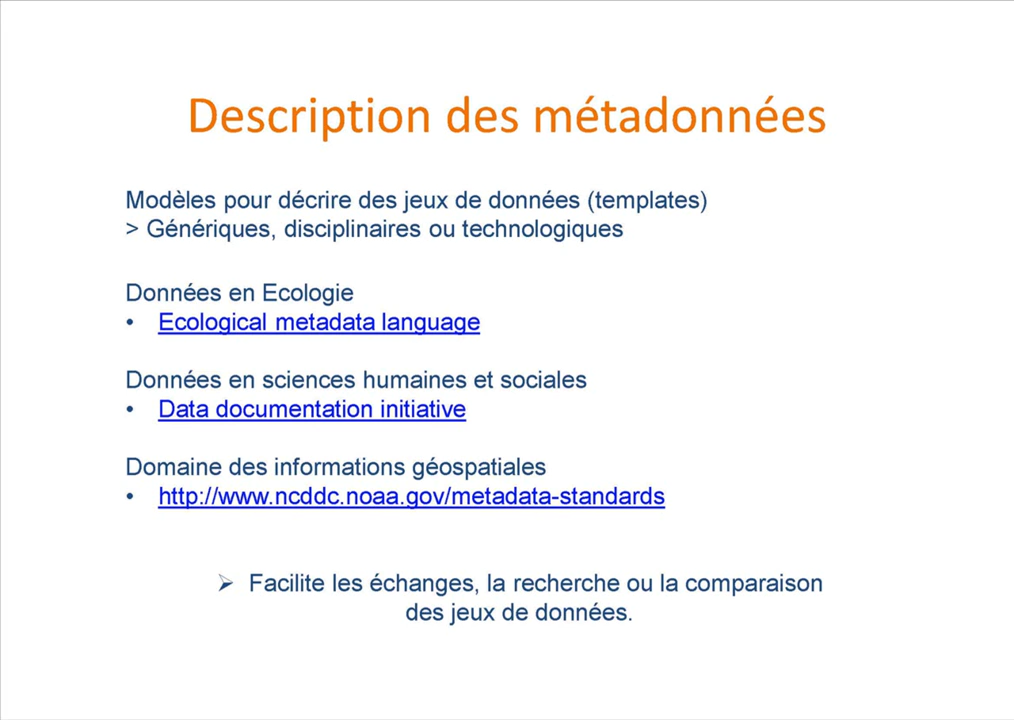 Description des métadonnées
Modèles pour décrire des jeux de données (templates)
> Génériques, disciplinaires ou technologiques
Données en Ecologie
• Ecological metadata language
Données en sciences humaines et sociales
• Data documentation initiative
Domaine des informations géospatiales
• http://www.ncddc.noaa.gov/metadata-standards
➢ Facilite les échanges, la recherche ou la comparaison
des jeux de données.